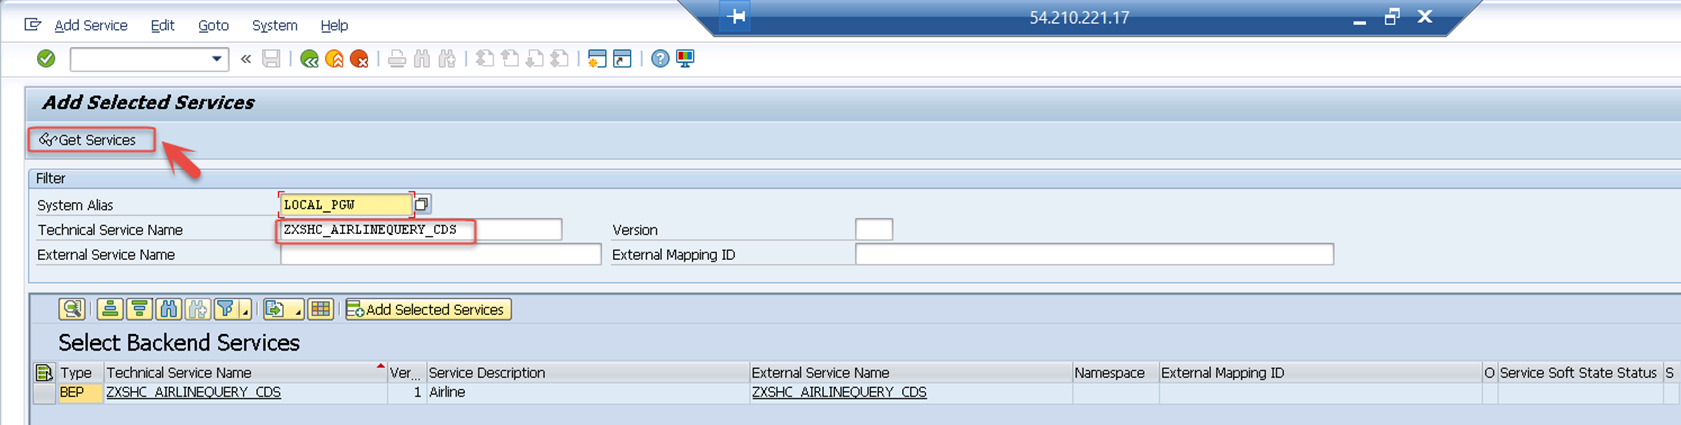 54.210.221.17
Add Service Edit Goto System Help
Add Selected Services
Get Services
Filter
System Alias LOCAL_PGW
Technical Service Name ZXSHC_AIRLINEQUERY_CDS Version
External Service Name External Mapping ID
Add Selected Services
Select Backend Services
Type Technical Service Name Ver... Service Description External Service Name Namespace External Mapping ID O Service Soft State Status S
BEP ZXSHC_AIRLINEQUERY_CDS 1 Airline ZXSHC_AIRLINEQUERY_CDS